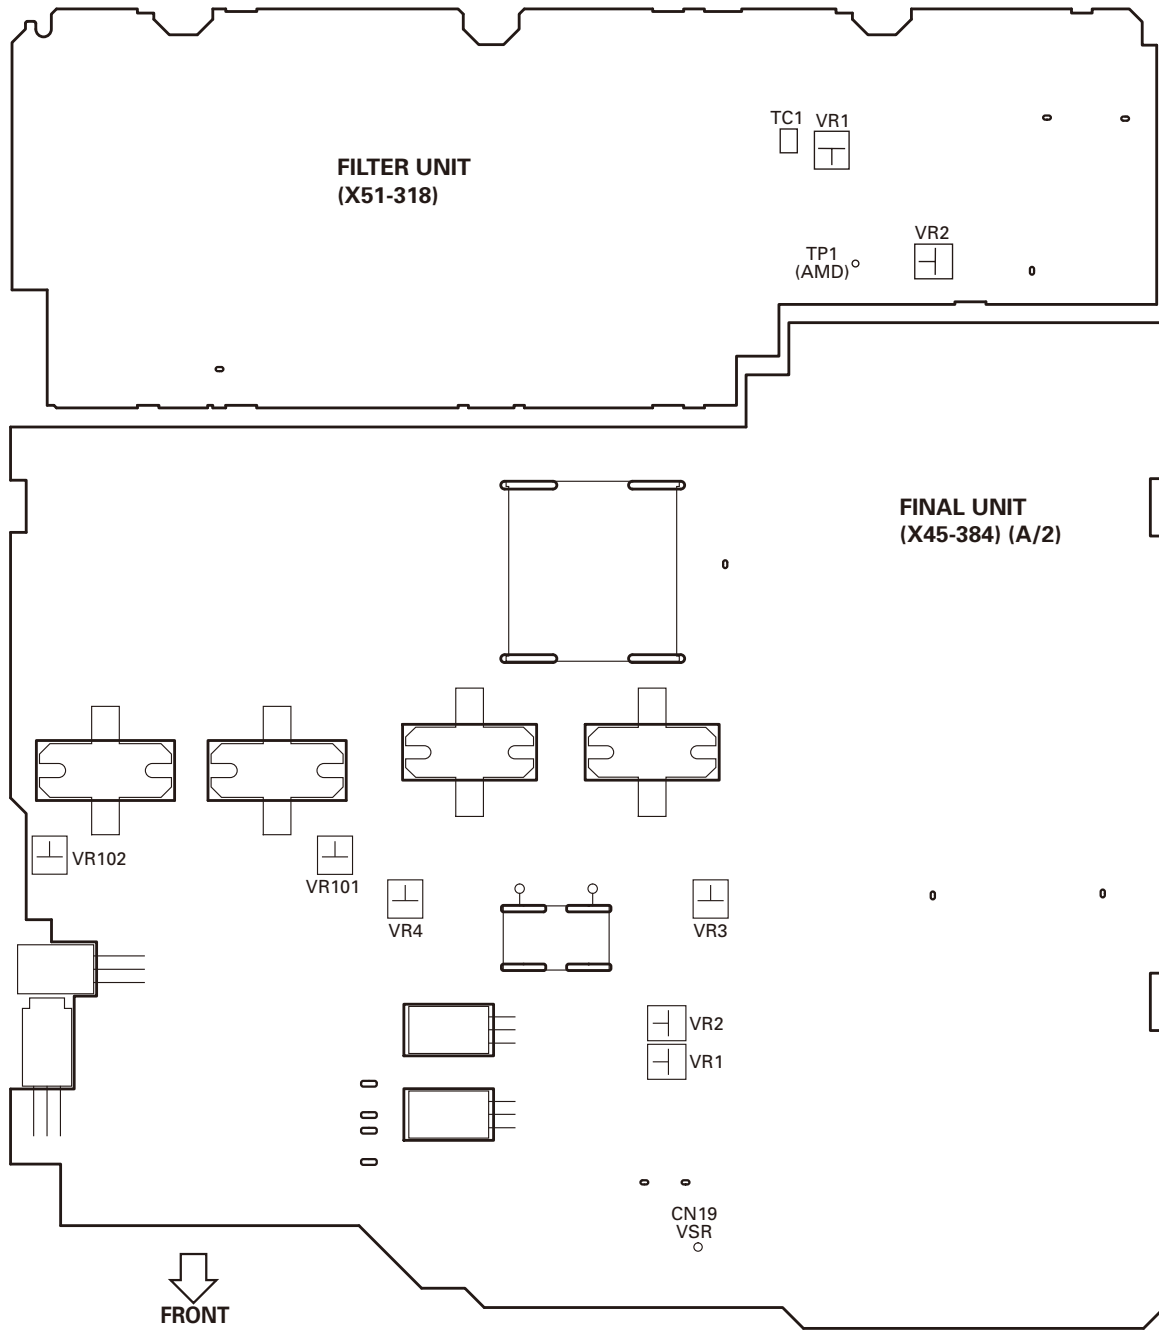 TC1
VR1
FILTER UNIT
(X51-318)
VR2
TP1
(AMD)
FINAL UNIT
(X45-384) (A/2)
VR102
VR101
VR4
VR3
VR2
VR1
CN19
VSR
FRONT